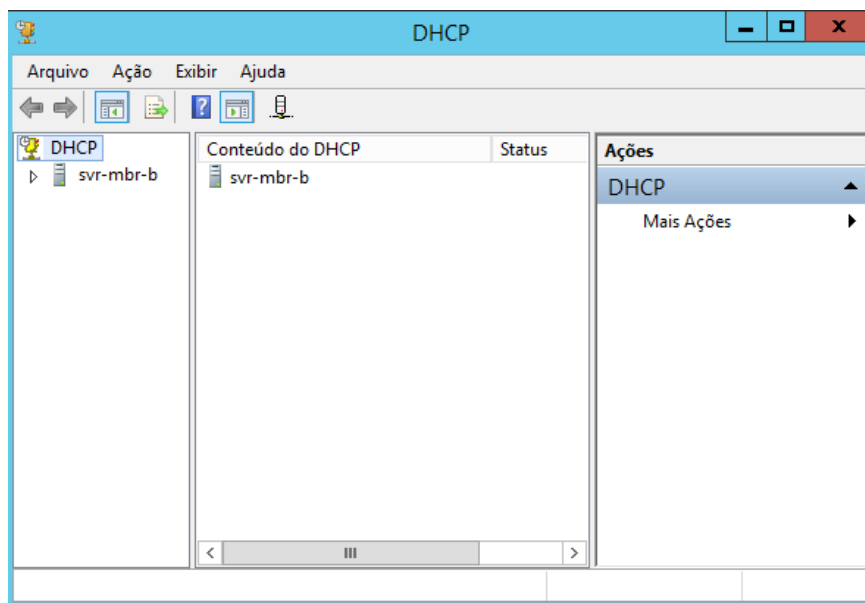 DHCP
Arquivo Ação Exibir Ajuda
DHCP
svr-mbr-b
Conteúdo do DHCP Status
svr-mbr-b
Ações
DHCP
Mais Ações